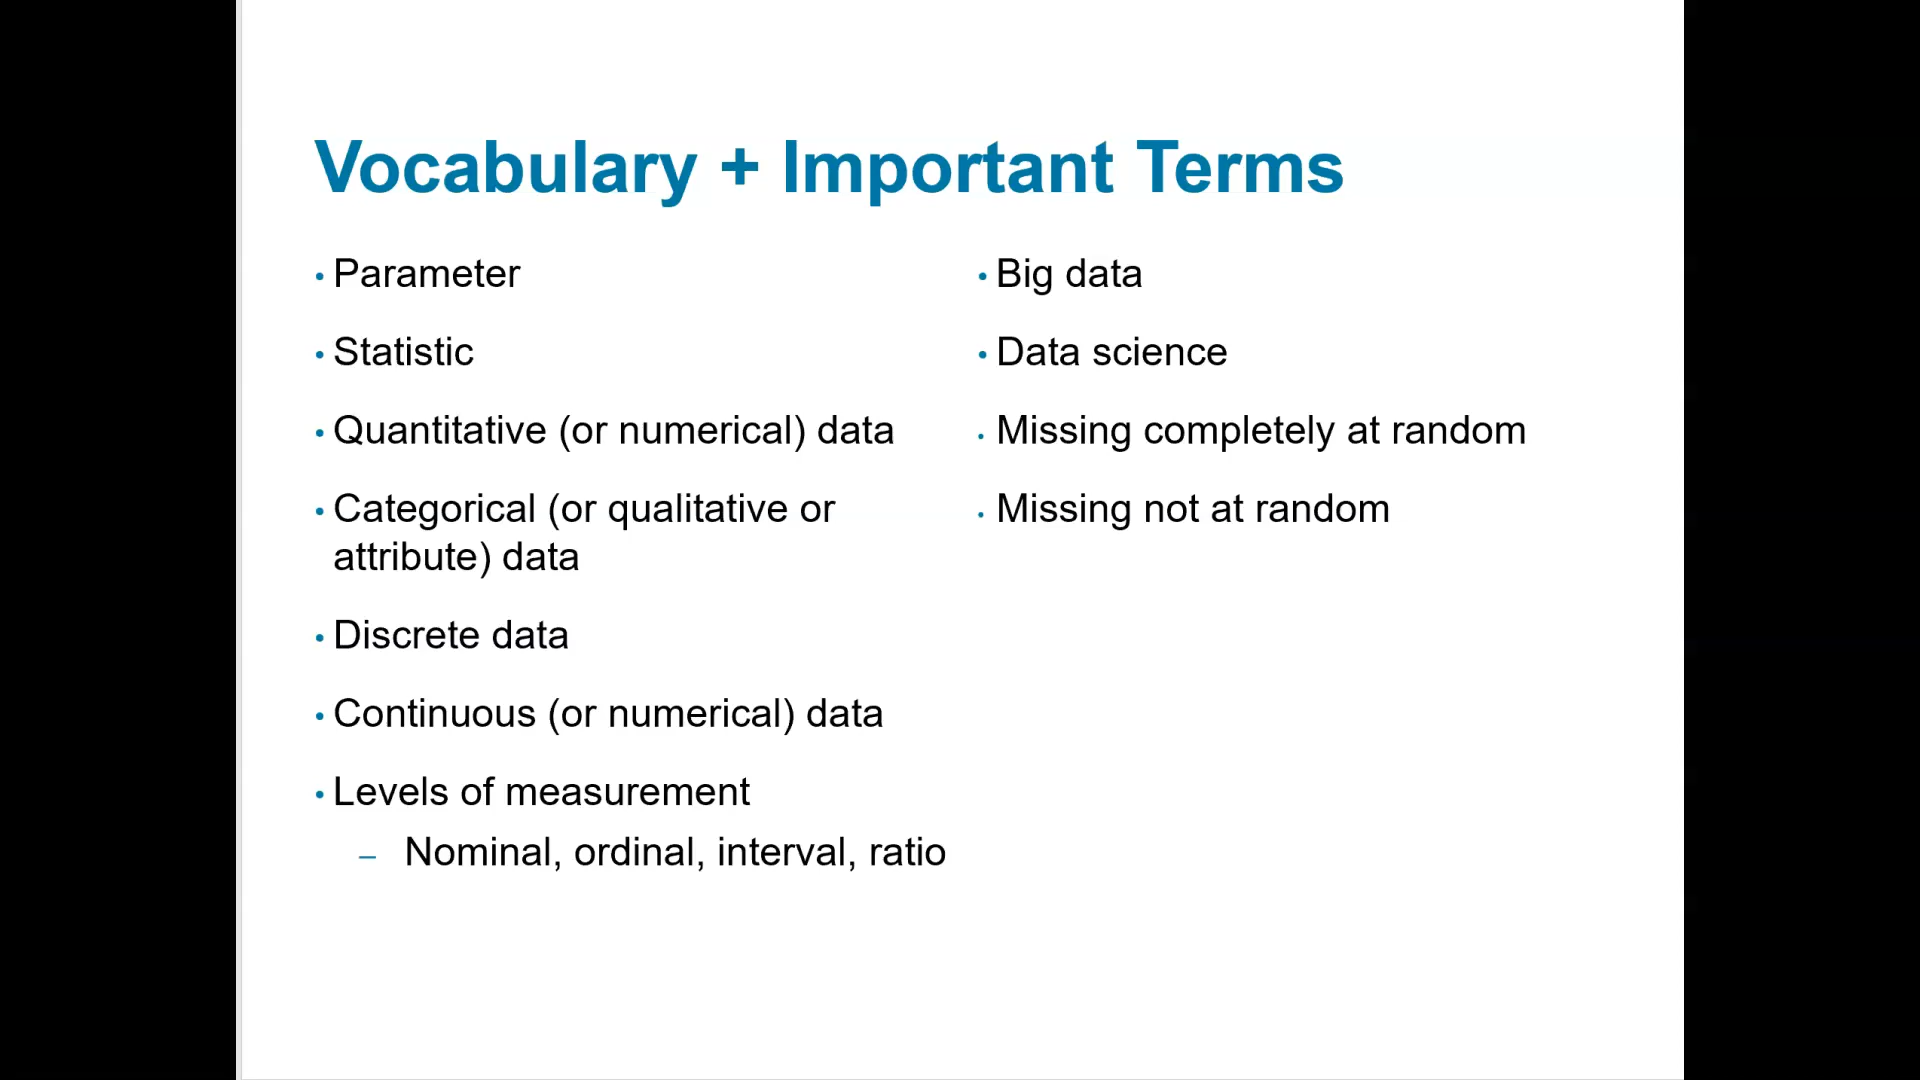 Vocabulary + Important Terms
• Parameter
• Statistic
• Quantitative (or numerical) data
• Categorical (or qualitative or
attribute) data
• Discrete data
• Continuous (or numerical) data
• Levels of measurement
– Nominal, ordinal, interval, ratio
• Big data
• Data science
• Missing completely at random
• Missing not at random